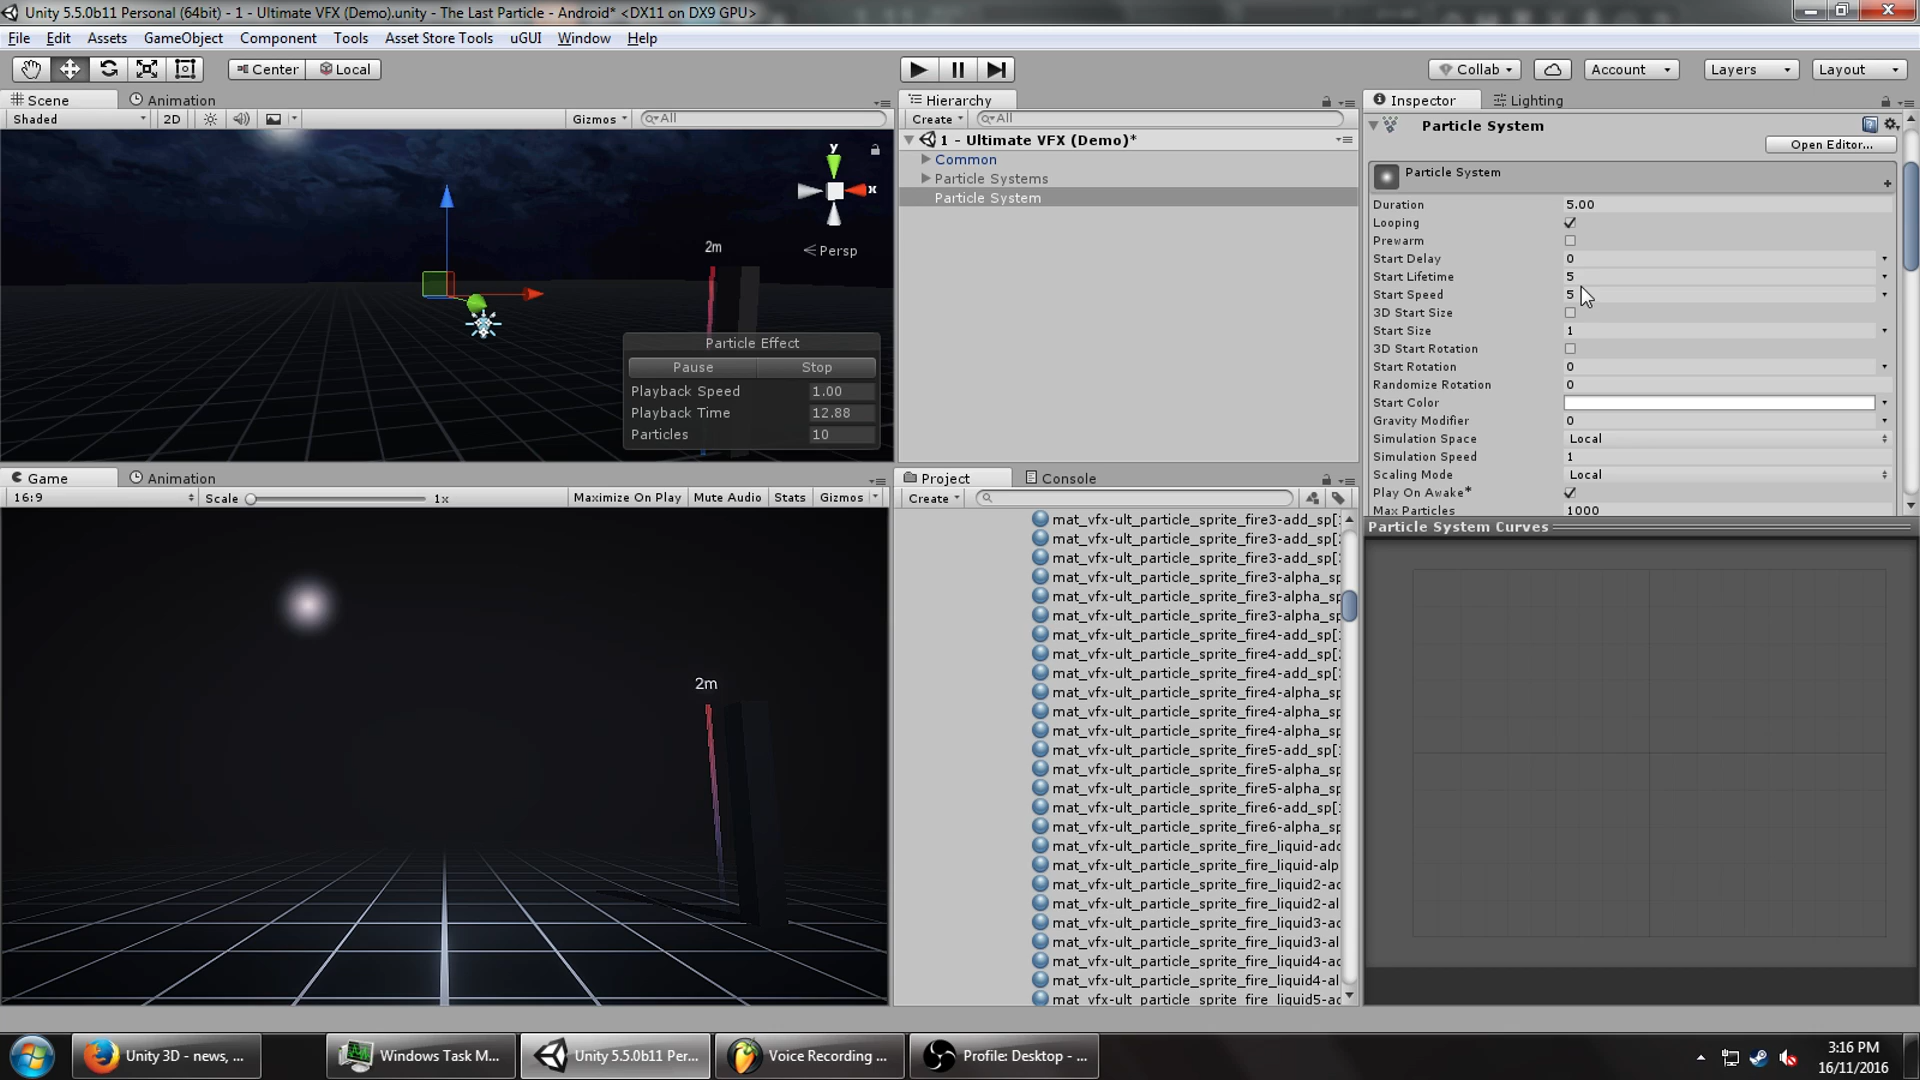 Unity 5.5.0b11 Personal (64bit) - 1 - Ultimate VFX (Demo).unity - The Last Particle - Android* <DX11 on DX9 GPU>
File Edit Assets GameObject Component Tools Asset Store Tools uGUI Window Help
Center Local Collab Account Layers Layout
Scene Animation
Shaded 2D Gizmos All
y
x
Persp
2m
Particle Effect
Pause Stop
Playback Speed 1.00
Playback Time 12.88
Particles 10
Hierarchy
Create All
1 - Ultimate VFX (Demo)*
Common
Particle Systems
Particle System
Inspector Lighting
Particle System
Open Editor...
Particle System
Duration 5.00
Looping
Prewarm
Start Delay 0
Start Lifetime 5
Start Speed 5
3D Start Size
Start Size 1
3D Start Rotation
Start Rotation 0
Randomize Rotation 0
Start Color
Gravity Modifier 0
Simulation Space Local
Simulation Speed 1
Scaling Mode Local
Play On Awake*
Max Particles 1000
Particle System Curves
Game Animation
16:9 Scale 1x Maximize On Play Mute Audio Stats Gizmos
2m
Project Console
Create
mat_vfx-ult_particle_sprite_fire3-add_sp[
mat_vfx-ult_particle_sprite_fire3-add_sp[
mat_vfx-ult_particle_sprite_fire3-add_sp[
mat_vfx-ult_particle_sprite_fire3-alpha_sp
mat_vfx-ult_particle_sprite_fire3-alpha_sp
mat_vfx-ult_particle_sprite_fire3-alpha_sp
mat_vfx-ult_particle_sprite_fire4-add_sp[
mat_vfx-ult_particle_sprite_fire4-add_sp[
mat_vfx-ult_particle_sprite_fire4-add_sp[
mat_vfx-ult_particle_sprite_fire4-alpha_sp
mat_vfx-ult_particle_sprite_fire4-alpha_sp
mat_vfx-ult_particle_sprite_fire4-alpha_sp
mat_vfx-ult_particle_sprite_fire5-add_sp[
mat_vfx-ult_particle_sprite_fire5-alpha_sp
mat_vfx-ult_particle_sprite_fire5-alpha_sp
mat_vfx-ult_particle_sprite_fire6-add_sp[
mat_vfx-ult_particle_sprite_fire6-alpha_sp
mat_vfx-ult_particle_sprite_fire_liquid-add
mat_vfx-ult_particle_sprite_fire_liquid-alp
mat_vfx-ult_particle_sprite_fire_liquid2-ad
mat_vfx-ult_particle_sprite_fire_liquid2-al
mat_vfx-ult_particle_sprite_fire_liquid3-ad
mat_vfx-ult_particle_sprite_fire_liquid3-al
mat_vfx-ult_particle_sprite_fire_liquid4-ad
mat_vfx-ult_particle_sprite_fire_liquid4-al
mat_vfx-ult_particle_sprite_fire_liquid5-ad
Unity 3D - news, ... Windows Task M... Unity 5.5.0b11 Per... Voice Recording ... Profile: Desktop - ...
3:16 PM
16/11/2016